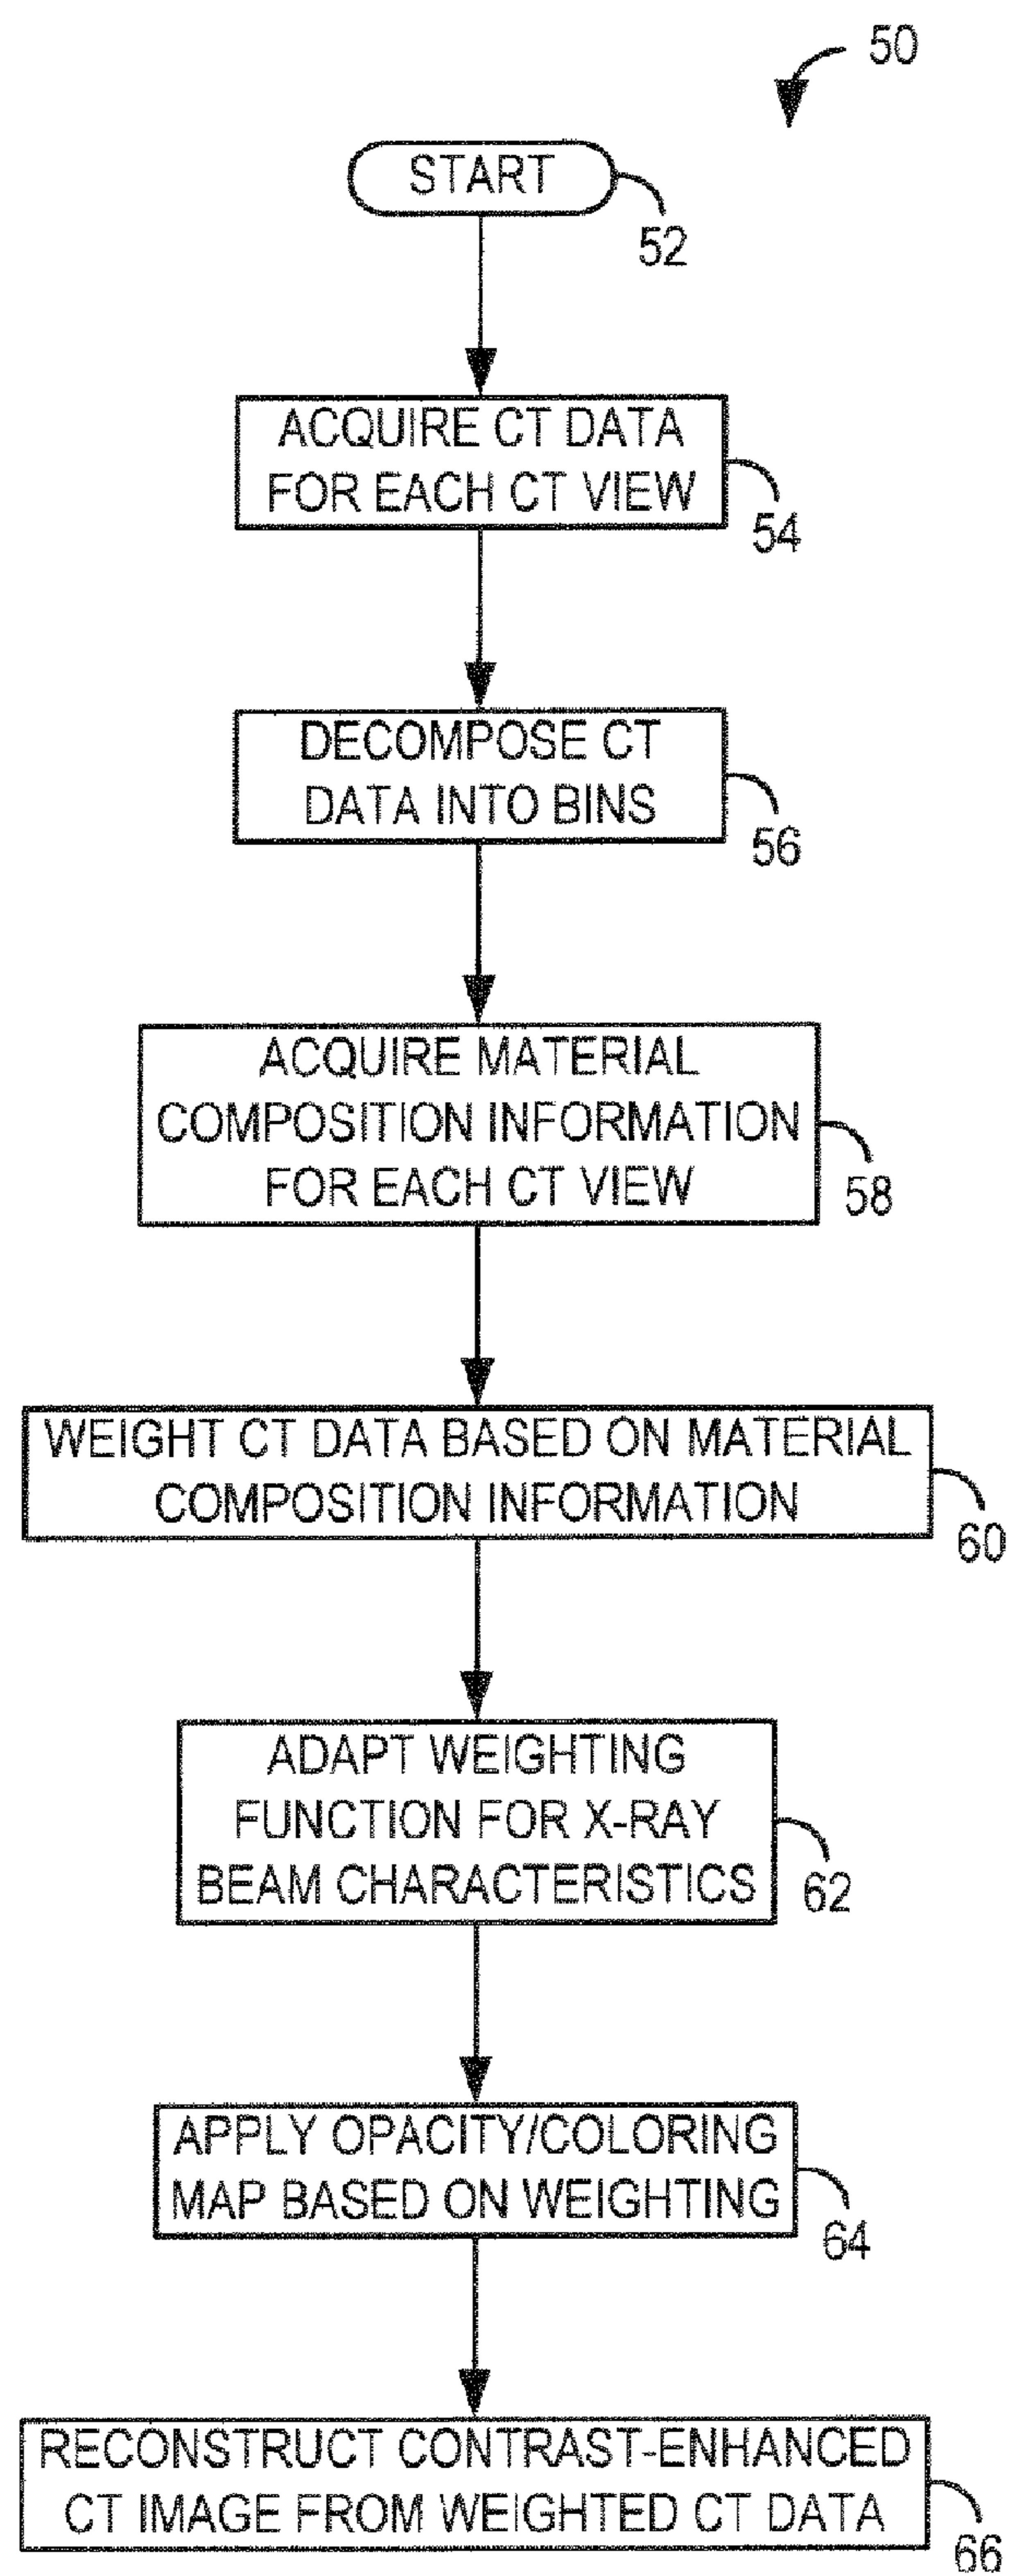 50
START
52
ACQUIRE CT DATA
FOR EACH CT VIEW
54
DECOMPOSE CT
DATA INTO BINS
56
ACQUIRE MATERIAL
COMPOSITION INFORMATION
FOR EACH CT VIEW
58
WEIGHT CT DATA BASED ON MATERIAL
COMPOSITION INFORMATION
60
ADAPT WEIGHTING
FUNCTION FOR X-RAY
BEAM CHARACTERISTICS
62
APPLY OPACITY/COLORING
MAP BASED ON WEIGHTING
64
RECONSTRUCT CONTRAST-ENHANCED
CT IMAGE FROM WEIGHTED CT DATA
66